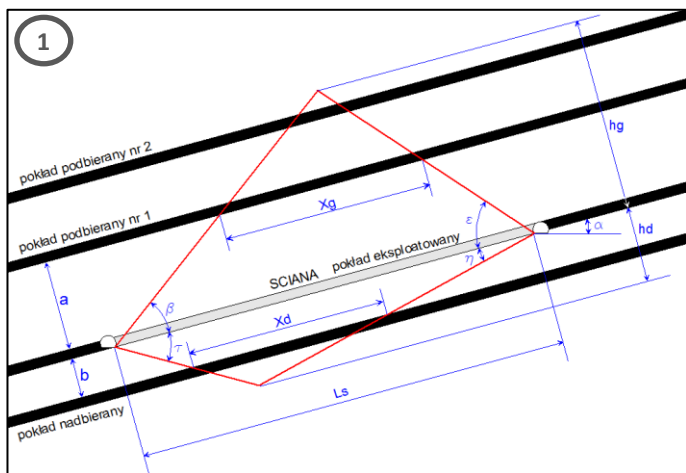 1
pokład podbierany nr 2
hg
pokład podbierany nr 1
Xg
ε
α
hd
SCIANA pokład eksploatowany
η
a
β
Xd
τ
b
Ls
pokład nadbierany